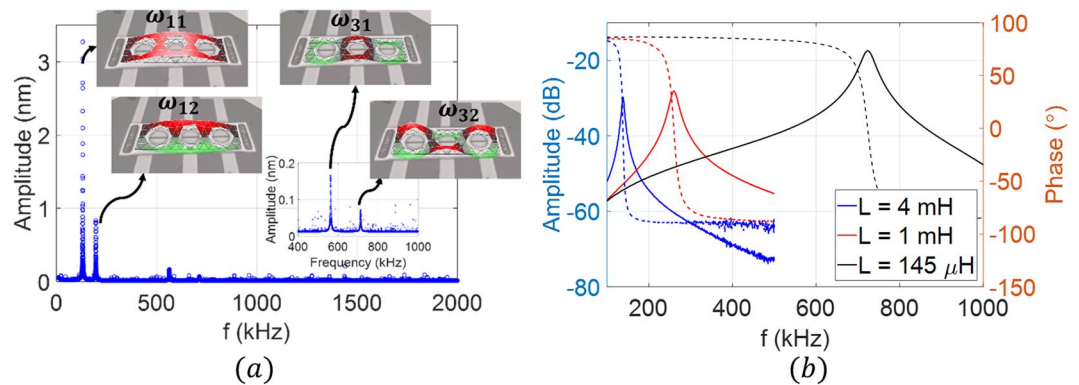 ω₁₁
ω₃₁
ω₁₂
ω₃₂
Amplitude (nm)
3
2
1
0
0 500 1000 1500 2000
f (kHz)
Amplitude (nm)
0.2
0.1
0
400 600 800 1000
Frequency (kHz)
(a)
Amplitude (dB)
-20
-40
-60
-80
200 400 600 800 1000
f (kHz)
Phase (°)
100
50
0
-50
-100
-150
L = 4 mH
L = 1 mH
L = 145 μH
(b)